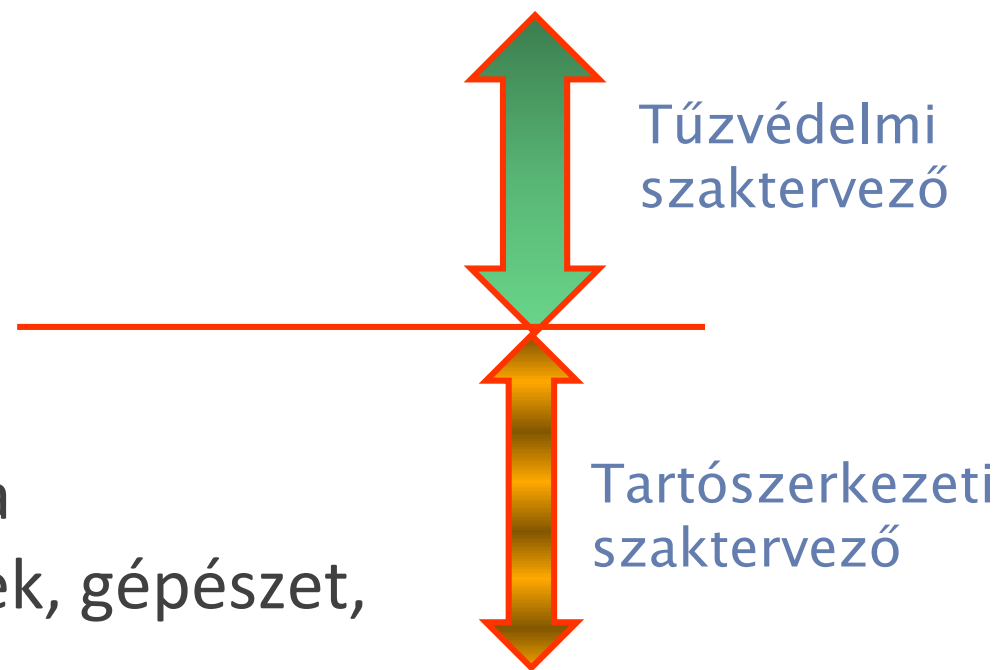 Tűzvédelmi
szaktervező
Tartószerkezeti
szaktervező
gépészet,